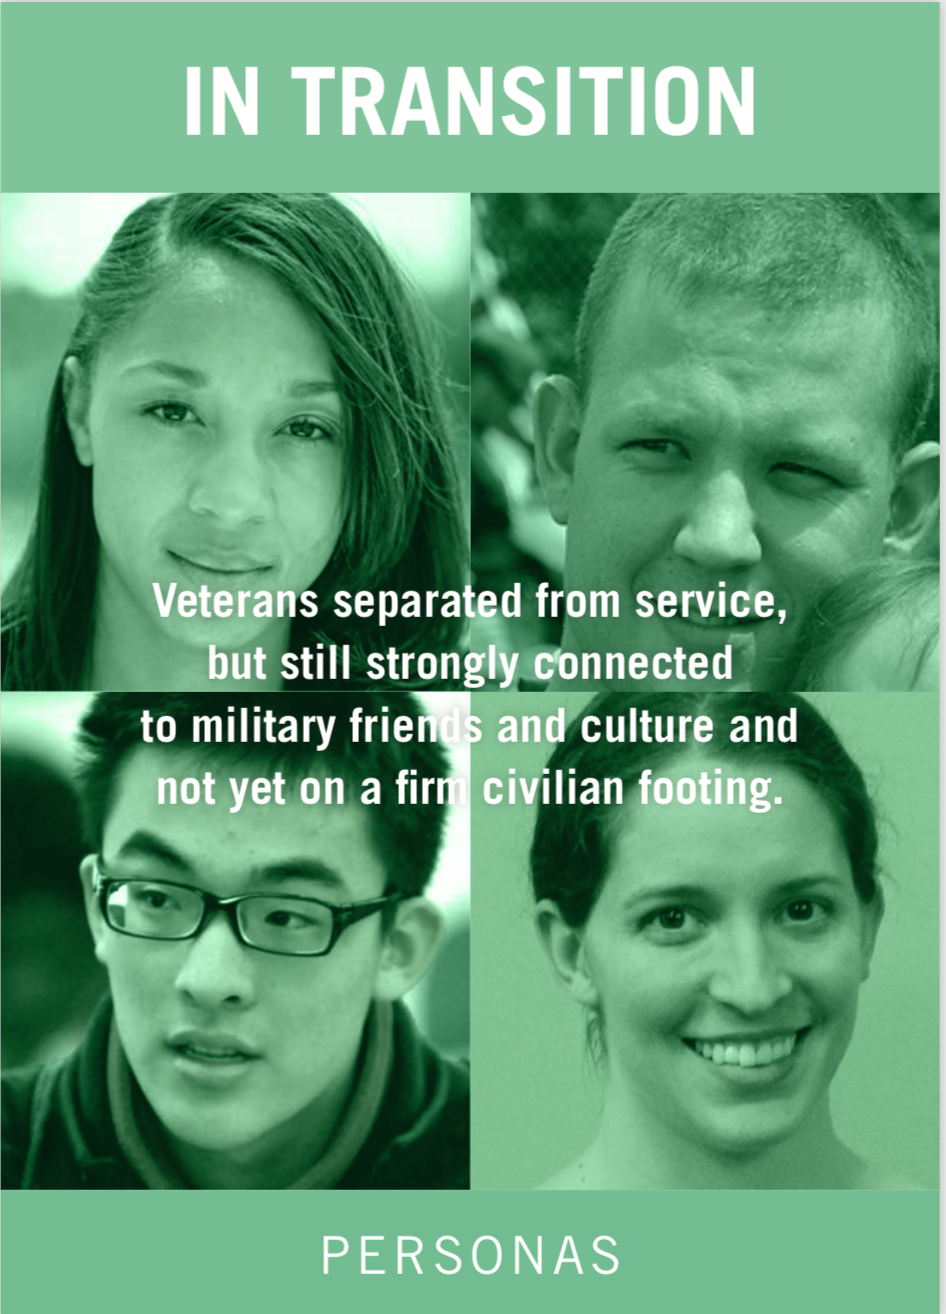 IN TRANSITION
Veterans separated from service,
but still strongly connected
to military friends and culture and
not yet on a firm civilian footing.
PERSONAS